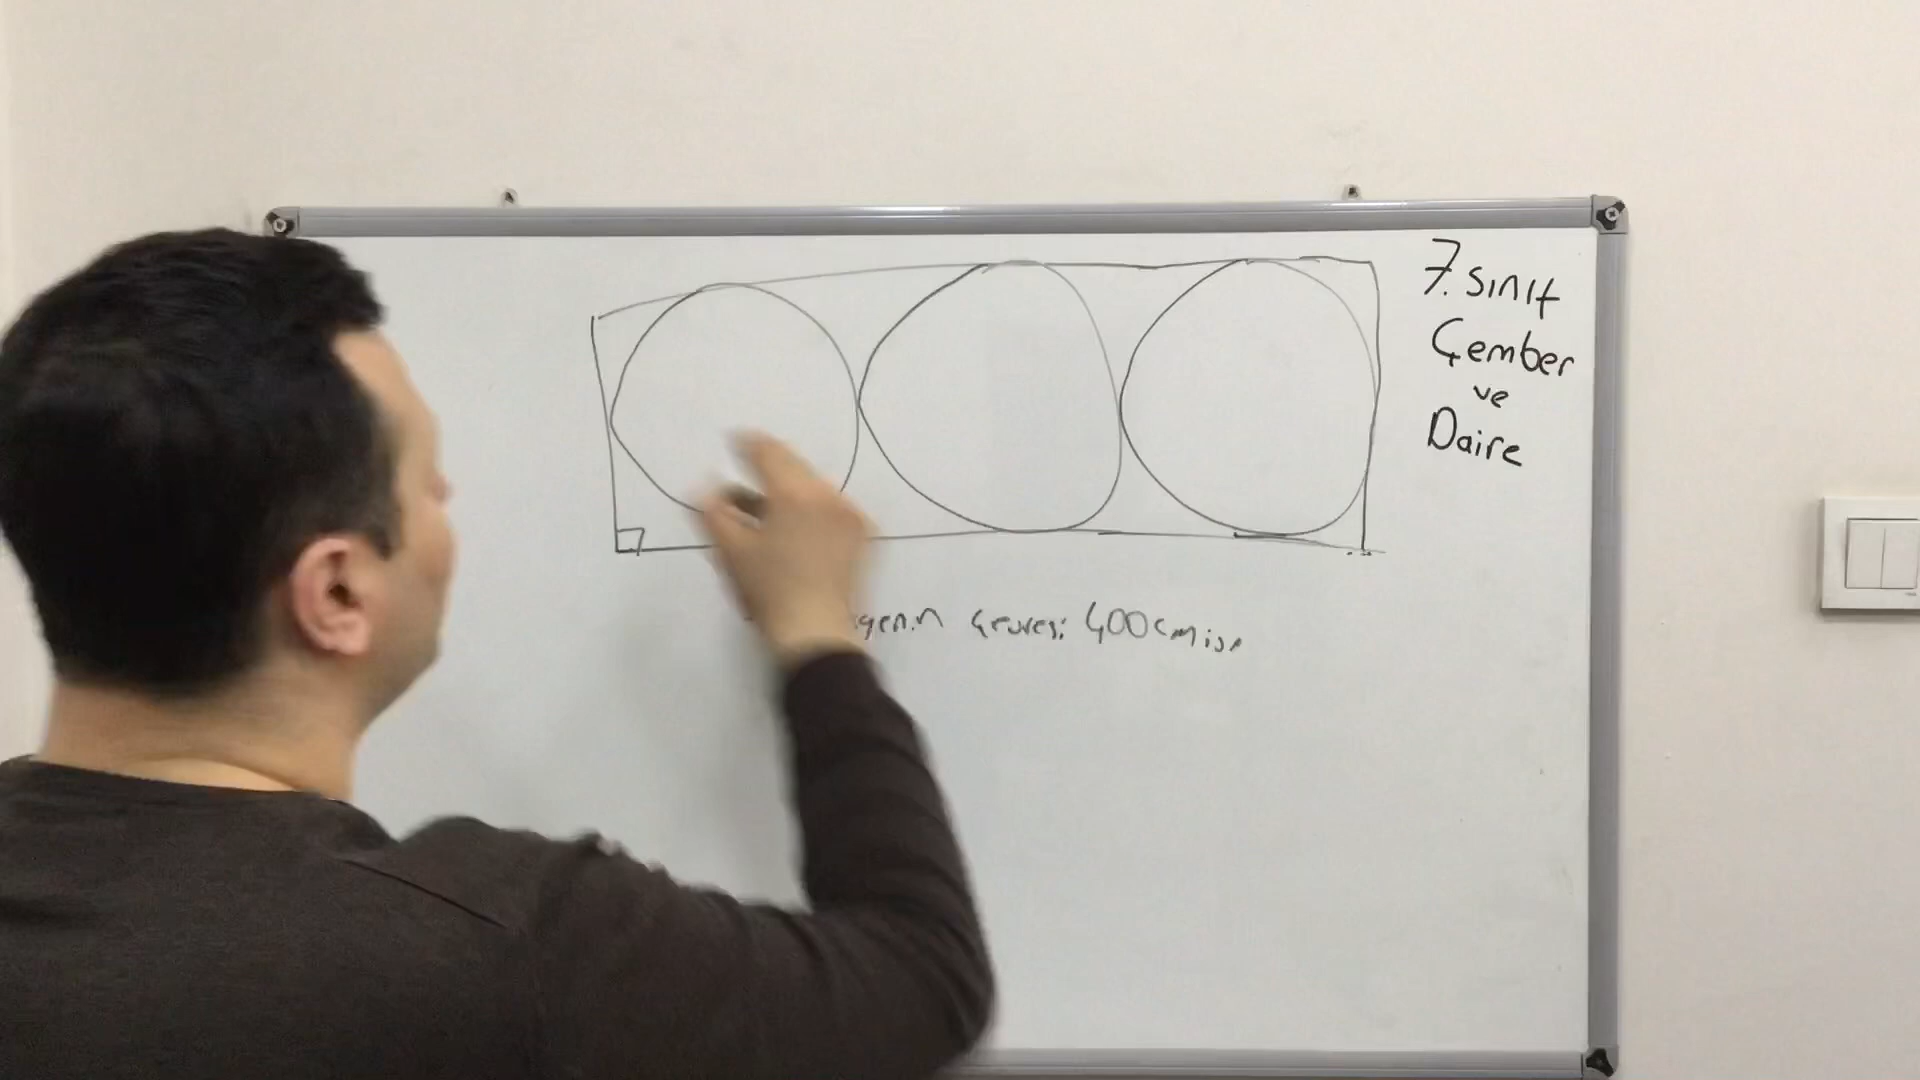 7. sınıf
Çember
ve
Daire
genin çevresi 400cm ise